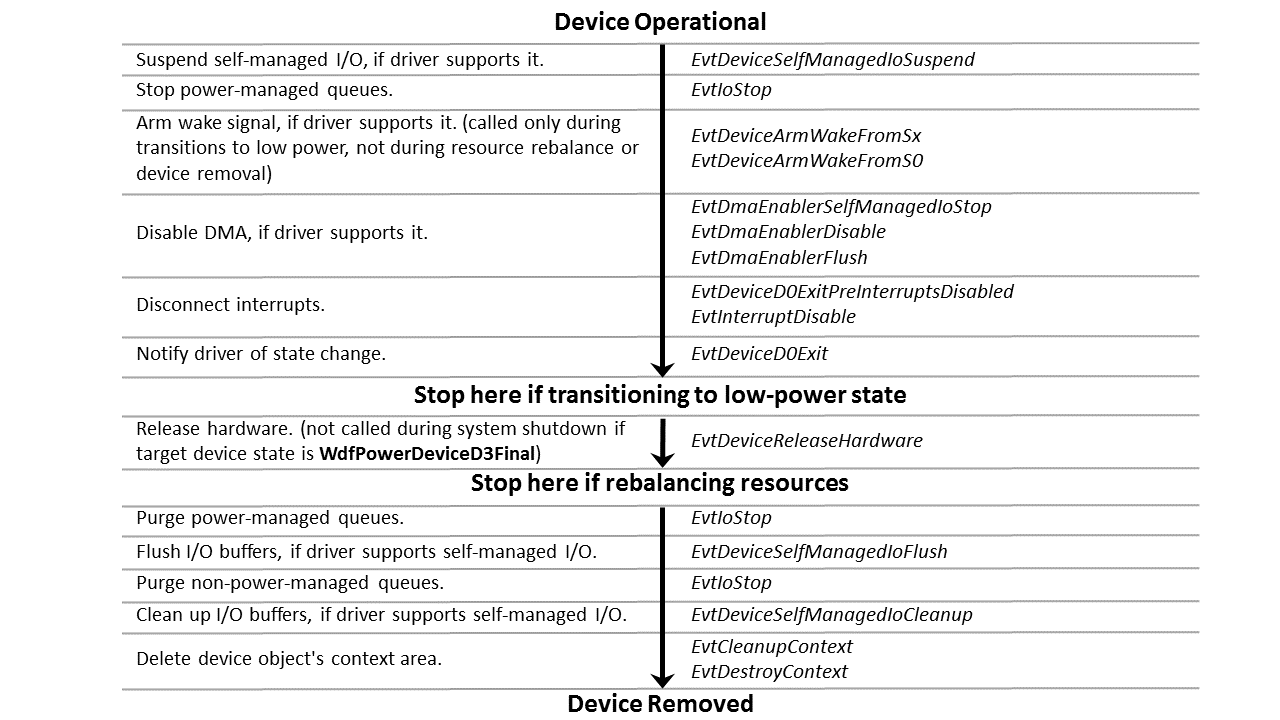 Device Operational
Suspend self-managed I/O, if driver supports it.
EvtDeviceSelfManagedIoSuspend
Stop power-managed queues.
EvtIoStop
Arm wake signal, if driver supports it. (called only during
transitions to low power, not during resource rebalance or
device removal)
EvtDeviceArmWakeFromSx
EvtDeviceArmWakeFromS0
Disable DMA, if driver supports it.
EvtDmaEnablerSelfManagedIoStop
EvtDmaEnablerDisable
EvtDmaEnablerFlush
Disconnect interrupts.
EvtDeviceD0ExitPreInterruptsDisabled
EvtInterruptDisable
Notify driver of state change.
EvtDeviceD0Exit
Stop here if transitioning to low-power state
Release hardware. (not called during system shutdown if
target device state is WdfPowerDeviceD3Final)
EvtDeviceReleaseHardware
Stop here if rebalancing resources
Purge power-managed queues.
EvtIoStop
Flush I/O buffers, if driver supports self-managed I/O.
EvtDeviceSelfManagedIoFlush
Purge non-power-managed queues.
EvtIoStop
Clean up I/O buffers, if driver supports self-managed I/O.
EvtDeviceSelfManagedIoCleanup
Delete device object's context area.
EvtCleanupContext
EvtDestroyContext
Device Removed